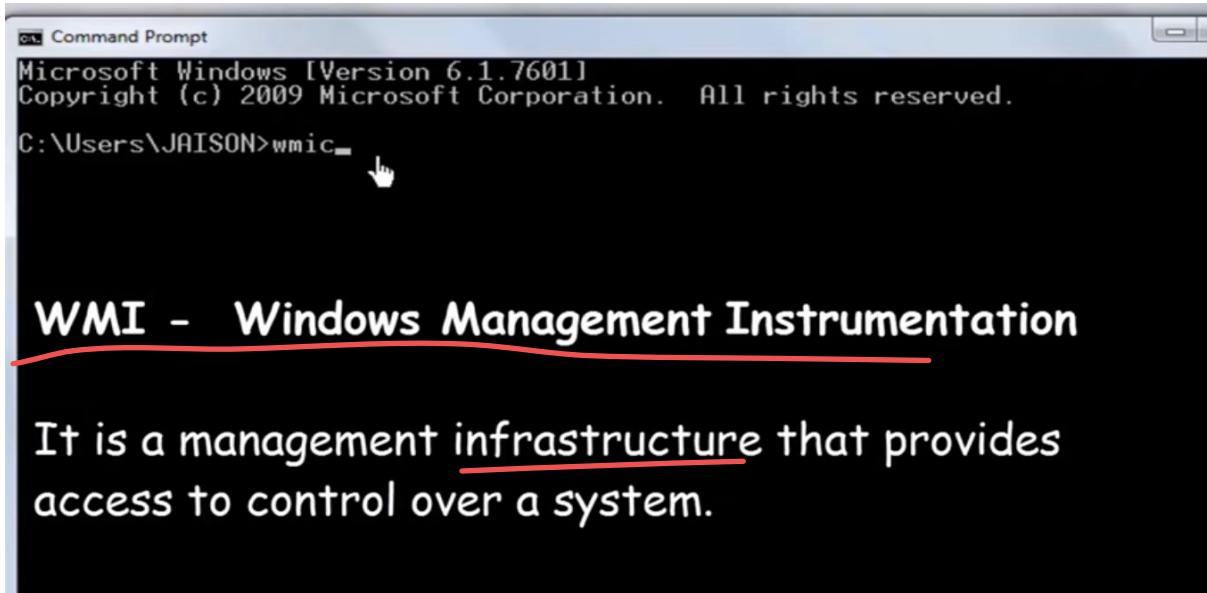 Command Prompt
Microsoft Windows [Version 6.1.7601]
Copyright (c) 2009 Microsoft Corporation.  All rights reserved.
C:\Users\JAISON>wmic_
WMI -  Windows Management Instrumentation
It is a management infrastructure that provides
access to control over a system.